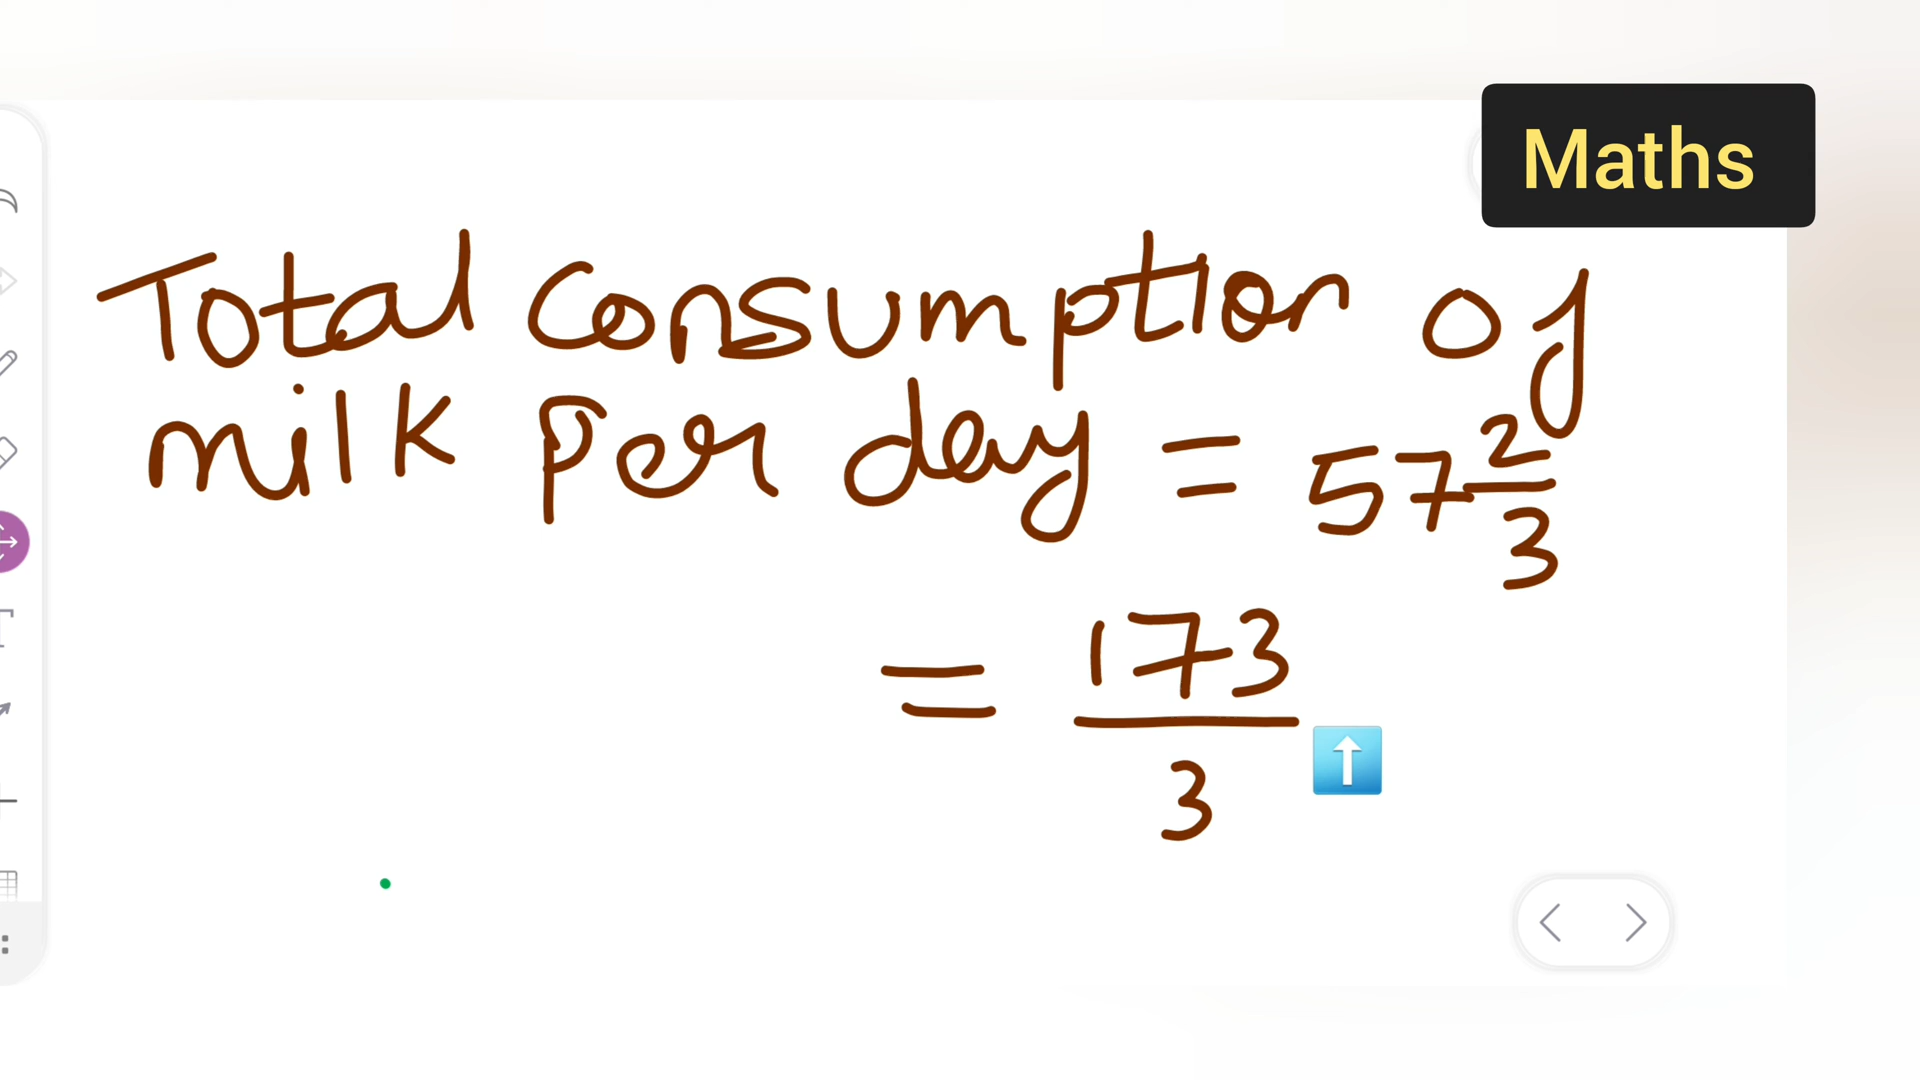 Maths
Total consumption of
milk per day = 57 2/3
= 173/3